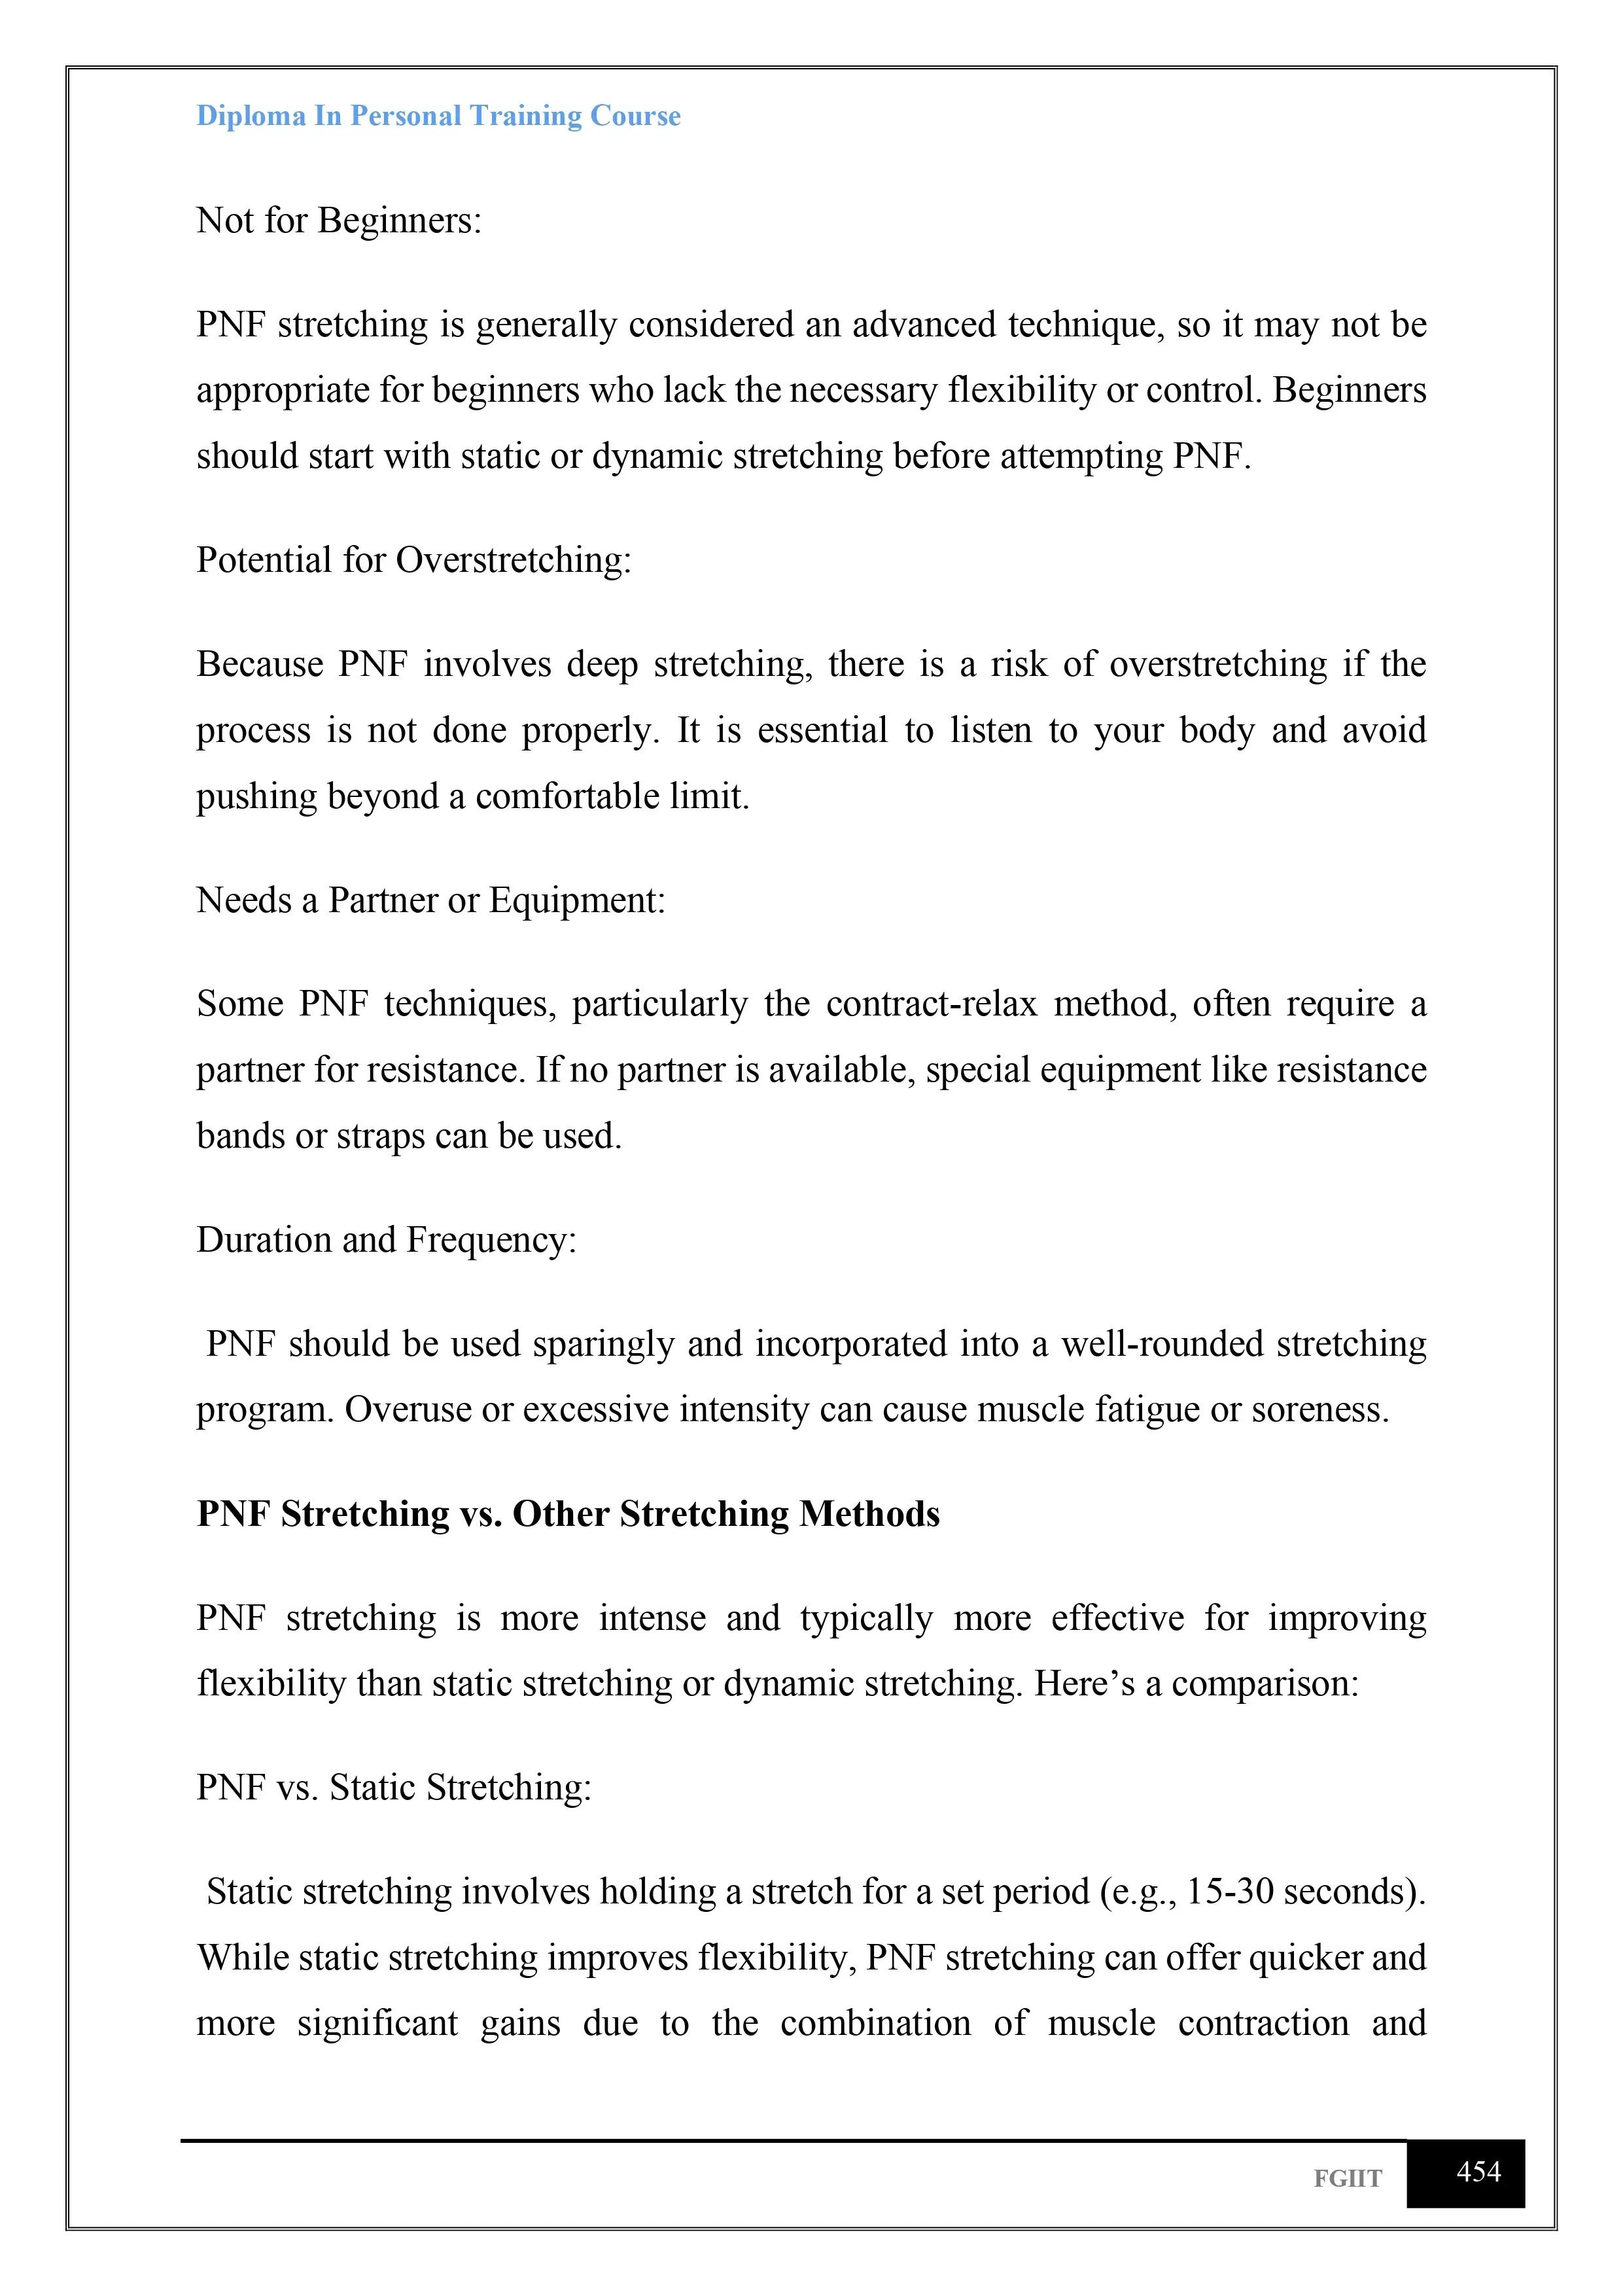 Diploma In Personal Training Course
Not for Beginners:
PNF stretching is generally considered an advanced technique, so it may not be
appropriate for beginners who lack the necessary flexibility or control. Beginners
should start with static or dynamic stretching before attempting PNF.
Potential for Overstretching:
Because PNF involves deep stretching, there is a risk of overstretching if the
process is not done properly. It is essential to listen to your body and avoid
pushing beyond a comfortable limit.
Needs a Partner or Equipment:
Some PNF techniques, particularly the contract-relax method, often require a
partner for resistance. If no partner is available, special equipment like resistance
bands or straps can be used.
Duration and Frequency:
PNF should be used sparingly and incorporated into a well-rounded stretching
program. Overuse or excessive intensity can cause muscle fatigue or soreness.
PNF Stretching vs. Other Stretching Methods
PNF stretching is more intense and typically more effective for improving
flexibility than static stretching or dynamic stretching. Here’s a comparison:
PNF vs. Static Stretching:
Static stretching involves holding a stretch for a set period (e.g., 15-30 seconds).
While static stretching improves flexibility, PNF stretching can offer quicker and
more significant gains due to the combination of muscle contraction and
FGIIT 454